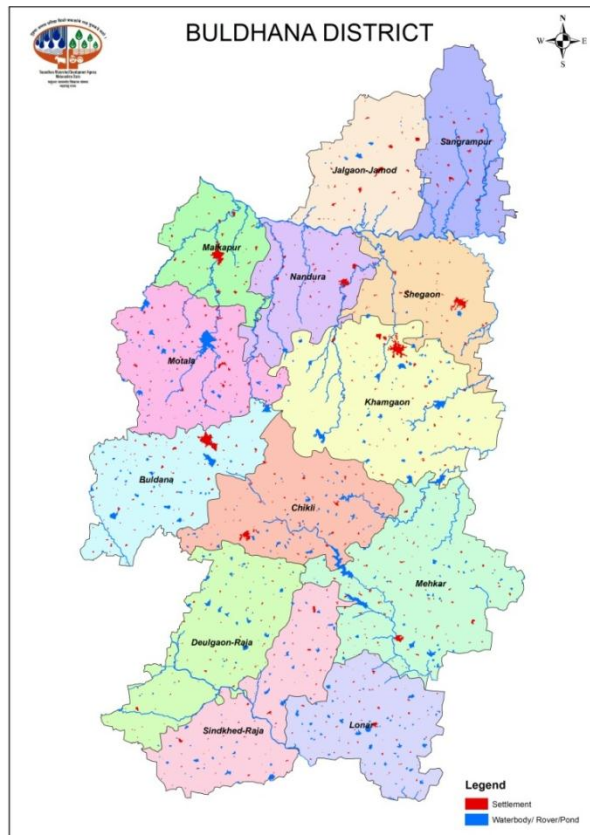 BULDHANA DISTRICT
N
W E
S
Sangrampur
Jalgaon-Jamod
Malkapur
Nandura
Shegaon
Motala
Khamgaon
Buldana
Chikli
Mehkar
Deulgaon-Raja
Sindkhed-Raja
Lonar
Legend
Settlement
Waterbody/ Rover/Pond